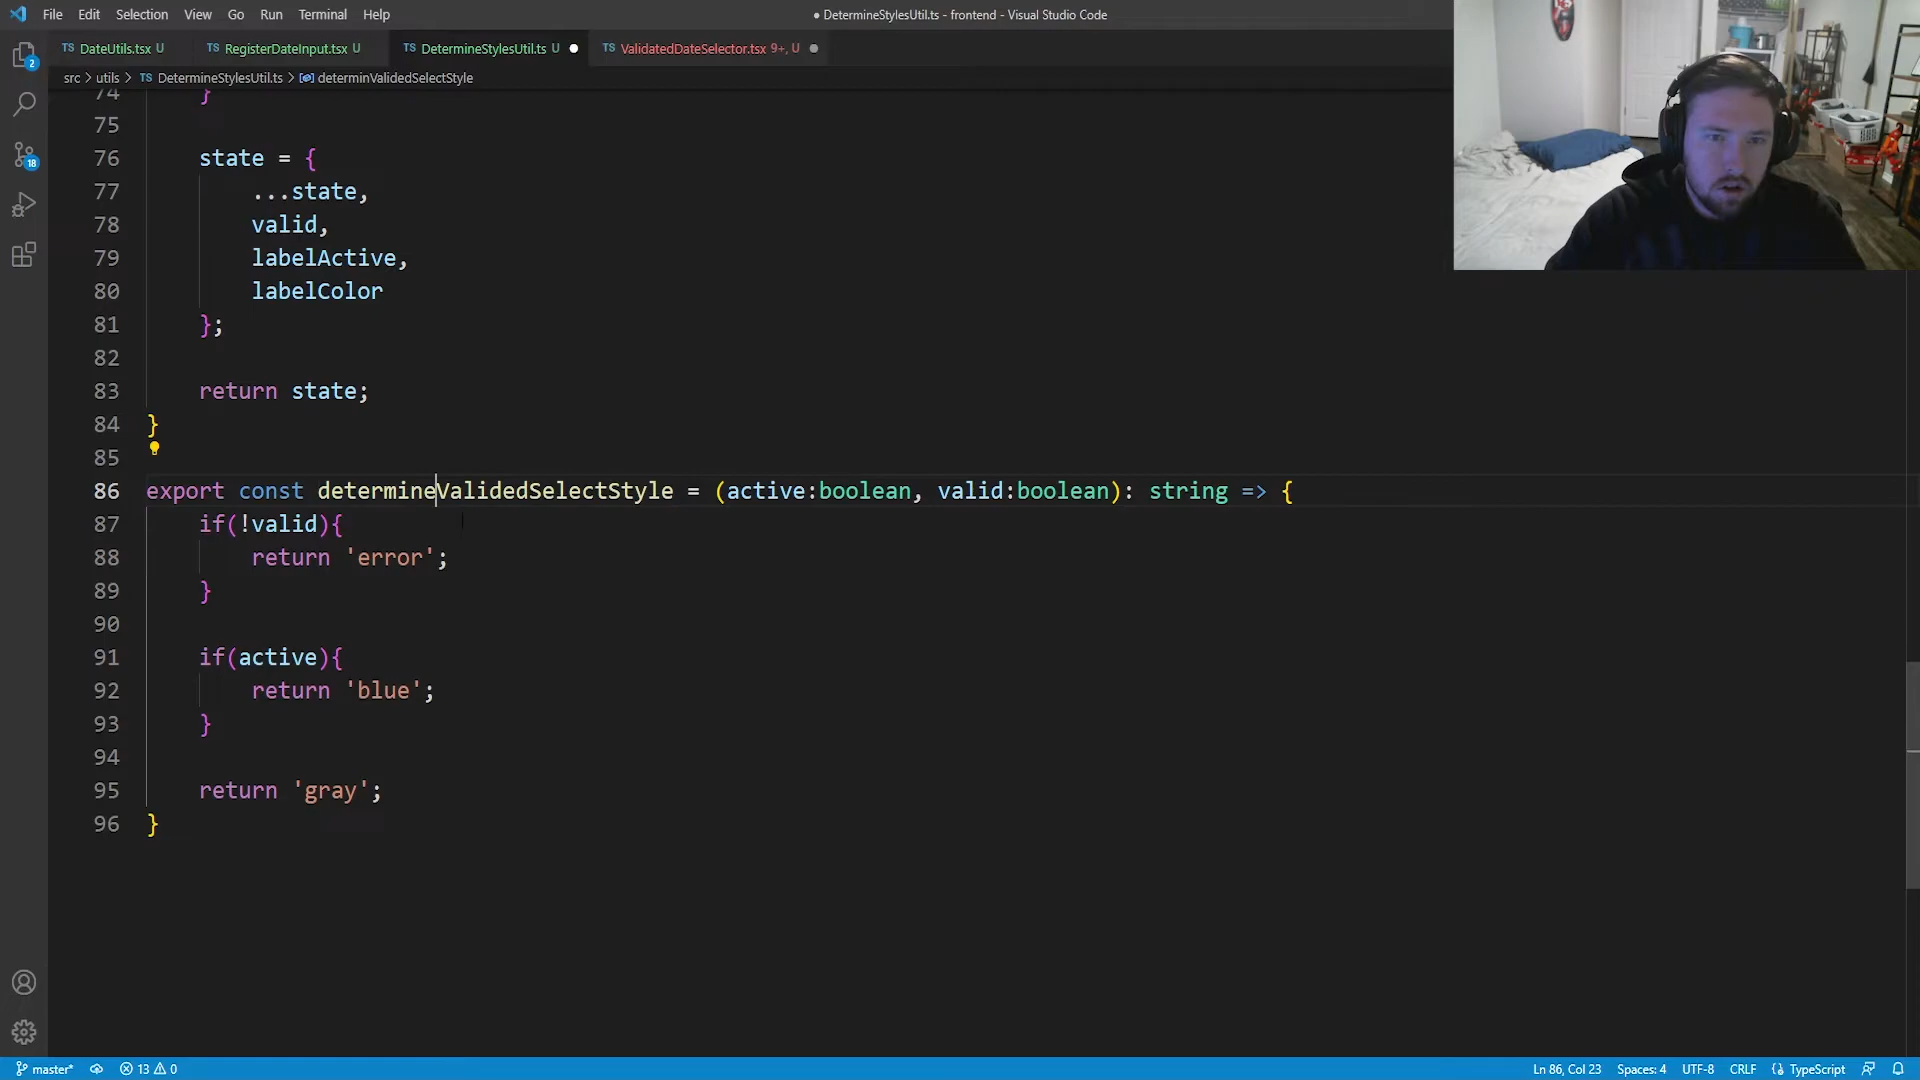 File Edit Selection View Go Run Terminal Help
● DetermineStylesUtil.ts - frontend - Visual Studio Code
TS DateUtils.tsx U TS RegisterDateInput.tsx U TS DetermineStylesUtil.ts U TS ValidatedDateSelector.tsx 9+, U
src > utils > TS DetermineStylesUtil.ts > determinValidedSelectStyle
74 }
75
76 state = {
77 ...state,
78 valid,
79 labelActive,
80 labelColor
81 };
82
83 return state;
84 }
85
86 export const determineValidedSelectStyle = (active:boolean, valid:boolean): string => {
87 if(!valid){
88 return 'error';
89 }
90
91 if(active){
92 return 'blue';
93 }
94
95 return 'gray';
96 }
2
18
master* 13 0 Ln 86, Col 23 Spaces: 4 UTF-8 CRLF TypeScript